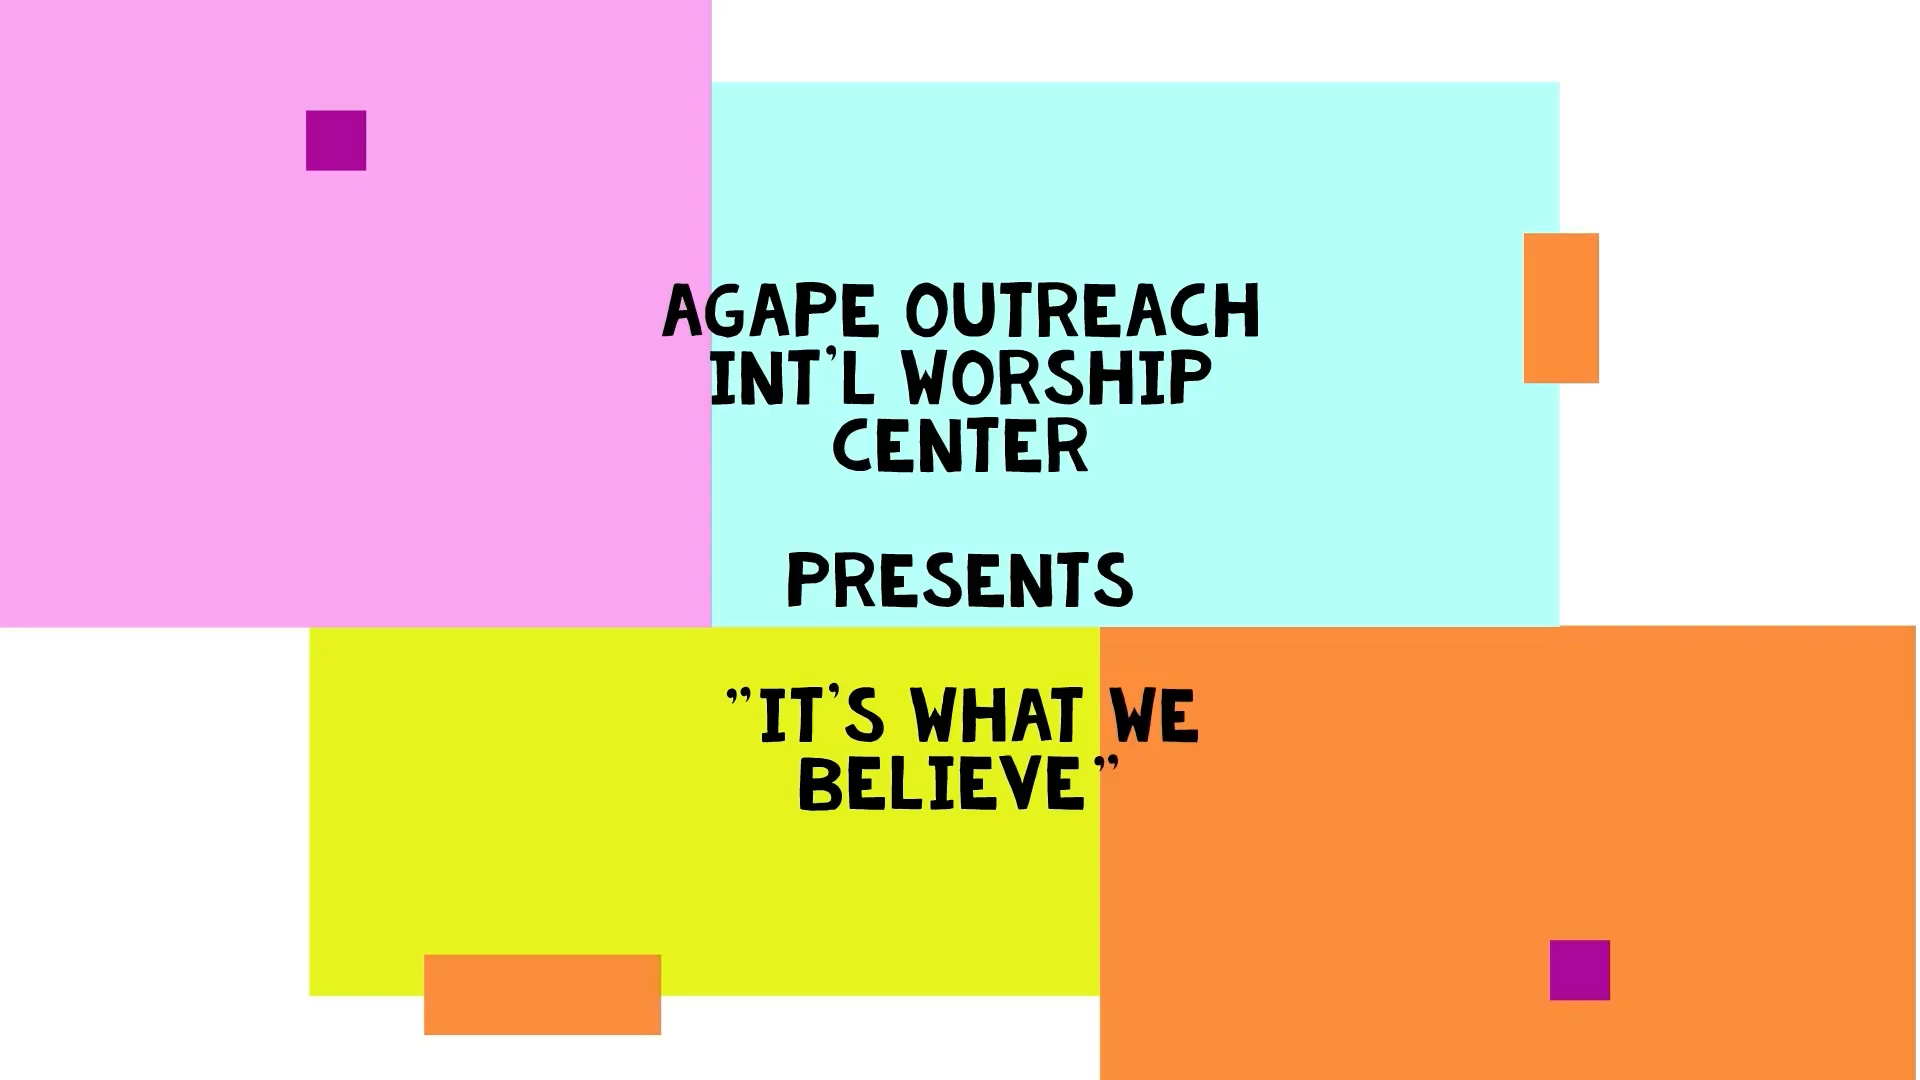 AGAPE OUTREACH
INT'L WORSHIP
CENTER
PRESENTS
"IT'S WHAT WE
BELIEVE"